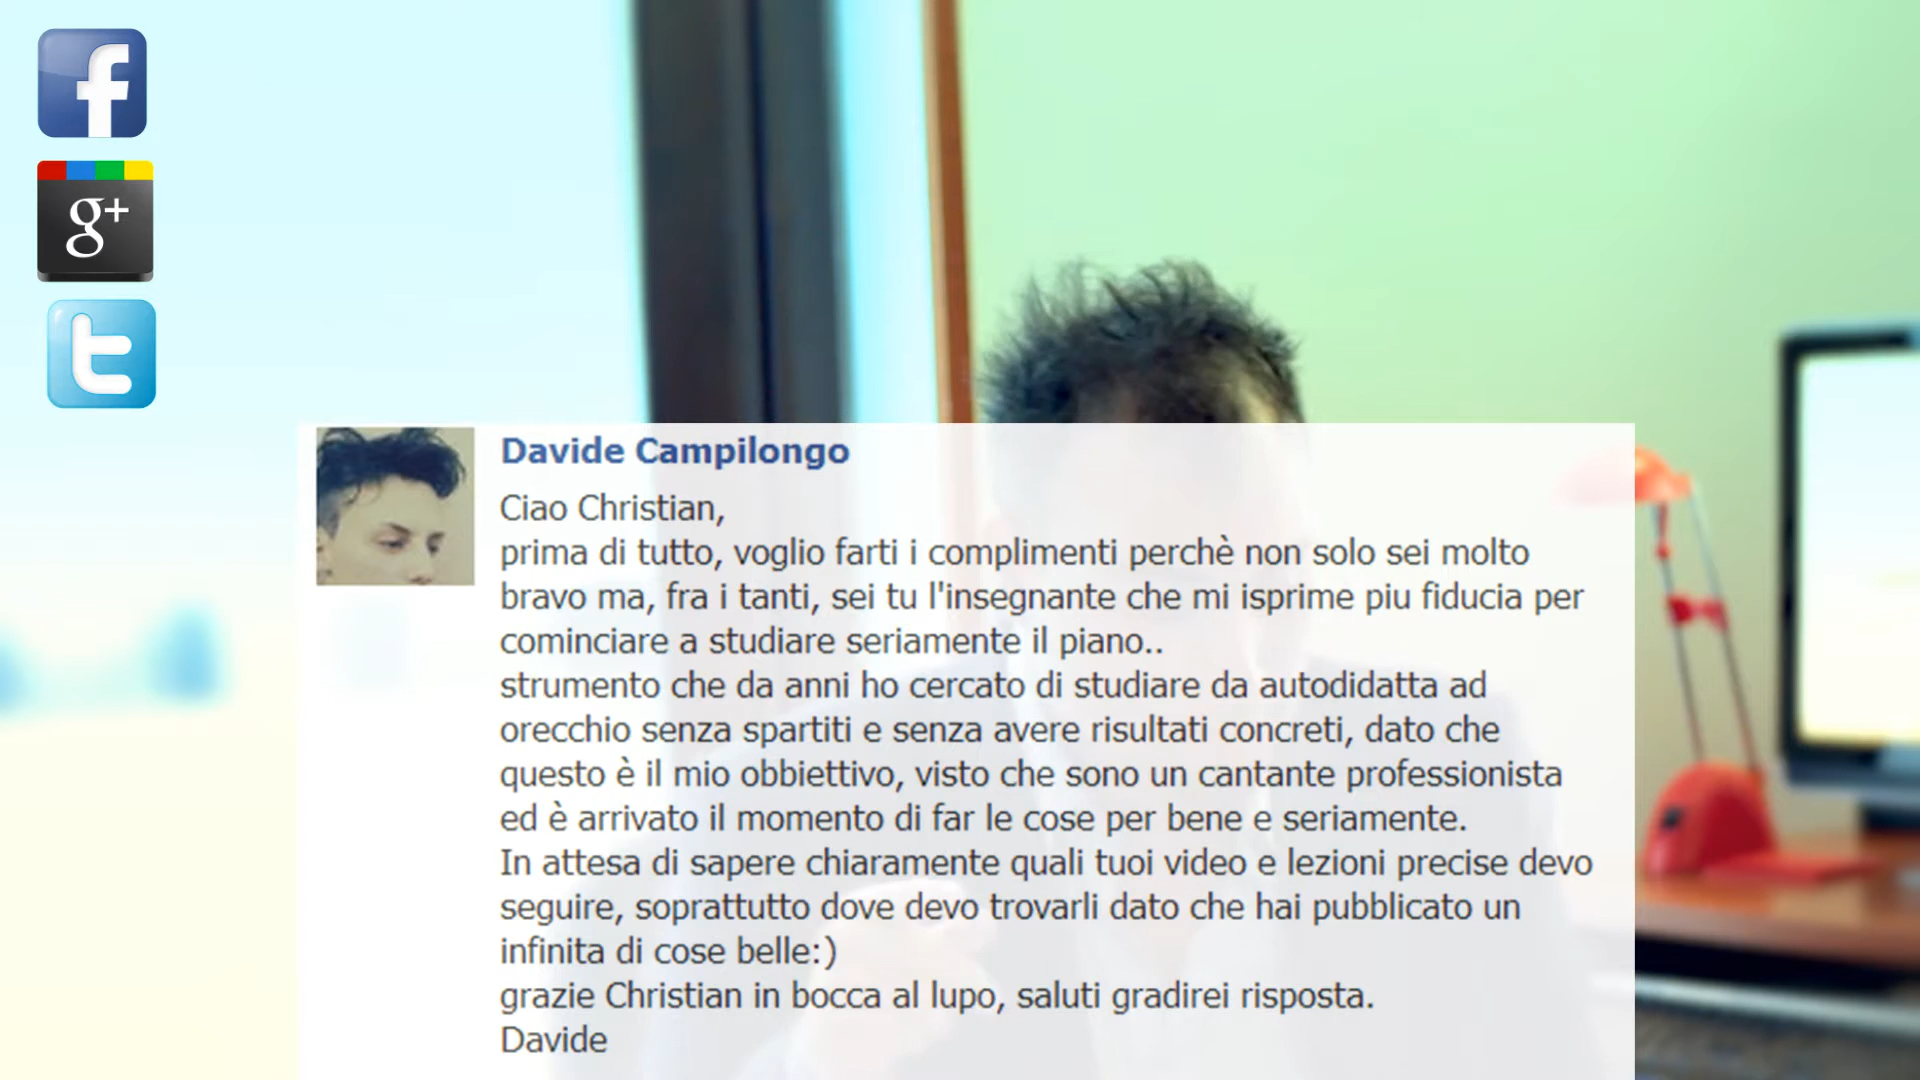 f
g+
t
Davide Campilongo
Ciao Christian,
prima di tutto, voglio farti i complimenti perchè non solo sei molto
bravo ma, fra i tanti, sei tu l'insegnante che mi isprime piu fiducia per
cominciare a studiare seriamente il piano..
strumento che da anni ho cercato di studiare da autodidatta ad
orecchio senza spartiti e senza avere risultati concreti, dato che
questo è il mio obbiettivo, visto che sono un cantante professionista
ed è arrivato il momento di far le cose per bene e seriamente.
In attesa di sapere chiaramente quali tuoi video e lezioni precise devo
seguire, soprattutto dove devo trovarli dato che hai pubblicato un
infinita di cose belle:)
grazie Christian in bocca al lupo, saluti gradirei risposta.
Davide